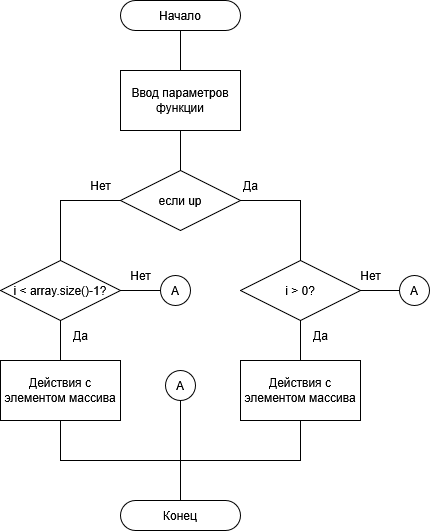 Начало
Ввод параметров
функции
Нет
Да
если up
i < array.size()-1?
Нет
A
i > 0?
Нет
A
Да
Да
Действия с
элементом массива
A
Действия с
элементом массива
Конец